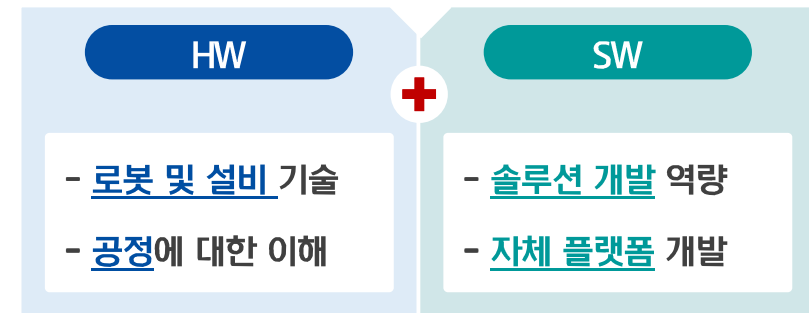 HW
- 로봇 및 설비 기술
- 공정에 대한 이해
SW
- 솔루션 개발 역량
- 자체 플랫폼 개발